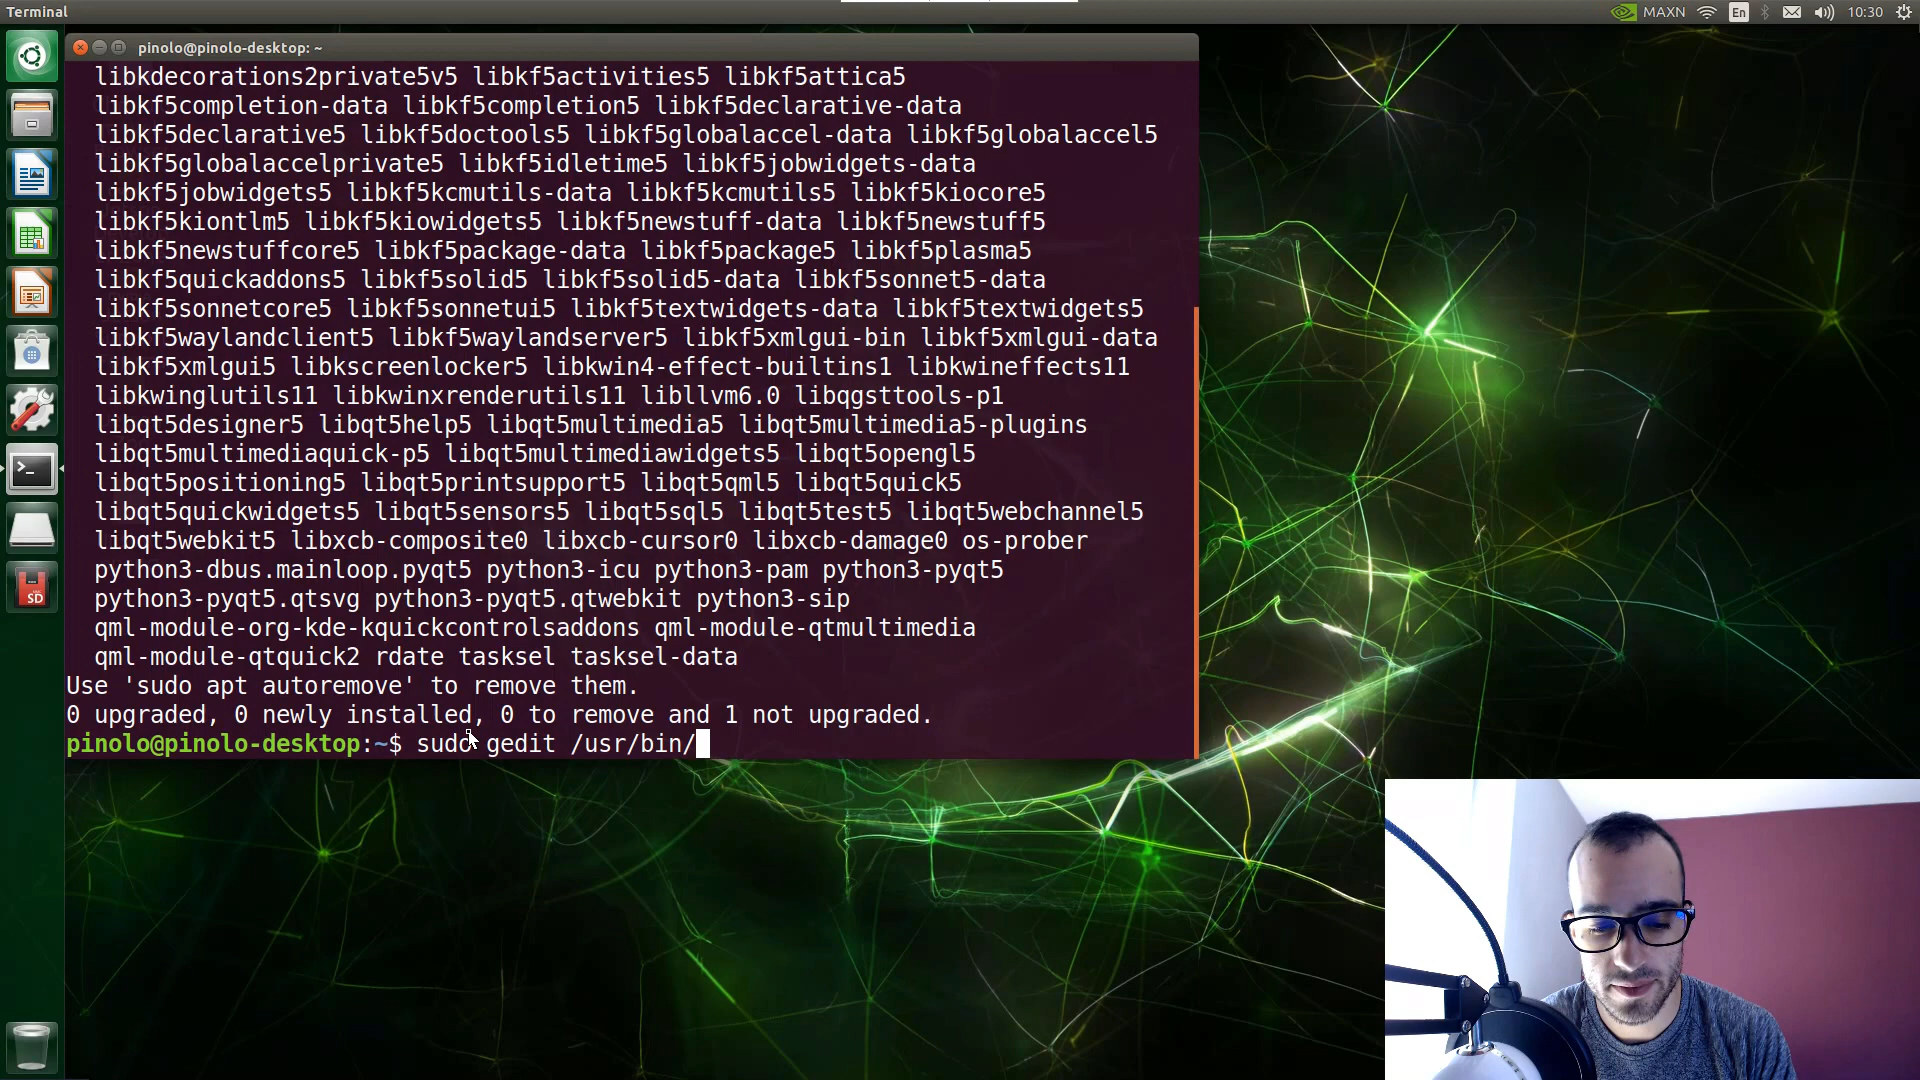 Terminal
MAXN En 10:30
pinolo@pinolo-desktop: ~
libkdecorations2private5v5 libkf5activities5 libkf5attica5
libkf5completion-data libkf5completion5 libkf5declarative-data
libkf5declarative5 libkf5doctools5 libkf5globalaccel-data libkf5globalaccel5
libkf5globalaccelprivate5 libkf5idletime5 libkf5jobwidgets-data
libkf5jobwidgets5 libkf5kcmutils-data libkf5kcmutils5 libkf5kiocore5
libkf5kiontlm5 libkf5kiowidgets5 libkf5newstuff-data libkf5newstuff5
libkf5newstuffcore5 libkf5package-data libkf5package5 libkf5plasma5
libkf5quickaddons5 libkf5solid5 libkf5solid5-data libkf5sonnet5-data
libkf5sonnetcore5 libkf5sonnetui5 libkf5textwidgets-data libkf5textwidgets5
libkf5waylandclient5 libkf5waylandserver5 libkf5xmlgui-bin libkf5xmlgui-data
libkf5xmlgui5 libkscreenlocker5 libkwin4-effect-builtins1 libkwineffects11
libkwinglutils11 libkwinxrenderutils11 libllvm6.0 libqgsttools-p1
libqt5designer5 libqt5help5 libqt5multimedia5 libqt5multimedia5-plugins
libqt5multimediaquick-p5 libqt5multimediawidgets5 libqt5opengl5
libqt5positioning5 libqt5printsupport5 libqt5qml5 libqt5quick5
libqt5quickwidgets5 libqt5sensors5 libqt5sql5 libqt5test5 libqt5webchannel5
libqt5webkit5 libxcb-composite0 libxcb-cursor0 libxcb-damage0 os-prober
python3-dbus.mainloop.pyqt5 python3-icu python3-pam python3-pyqt5
python3-pyqt5.qtsvg python3-pyqt5.qtwebkit python3-sip
qml-module-org-kde-kquickcontrolsaddons qml-module-qtmultimedia
qml-module-qtquick2 rdate tasksel tasksel-data
Use 'sudo apt autoremove' to remove them.
0 upgraded, 0 newly installed, 0 to remove and 1 not upgraded.
pinolo@pinolo-desktop:~$ sudo gedit /usr/bin/
SD